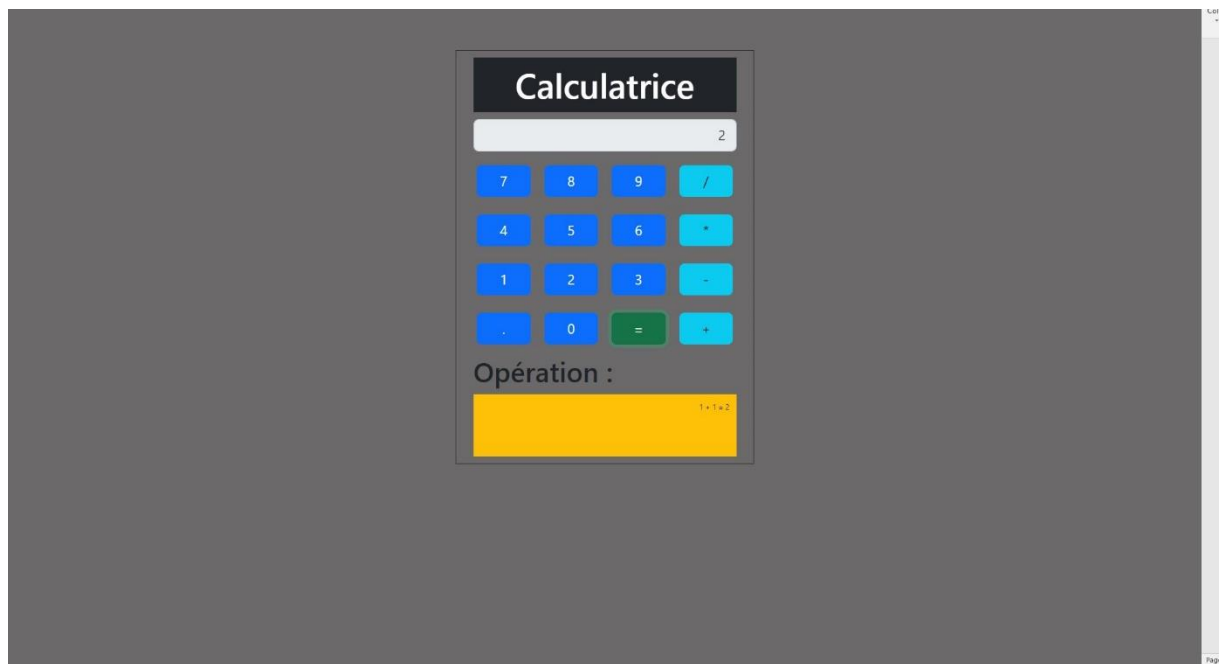 Calculatrice
2
7 8 9 /
4 5 6 *
1 2 3 -
. 0 = +
Opération :
1 + 1 = 2